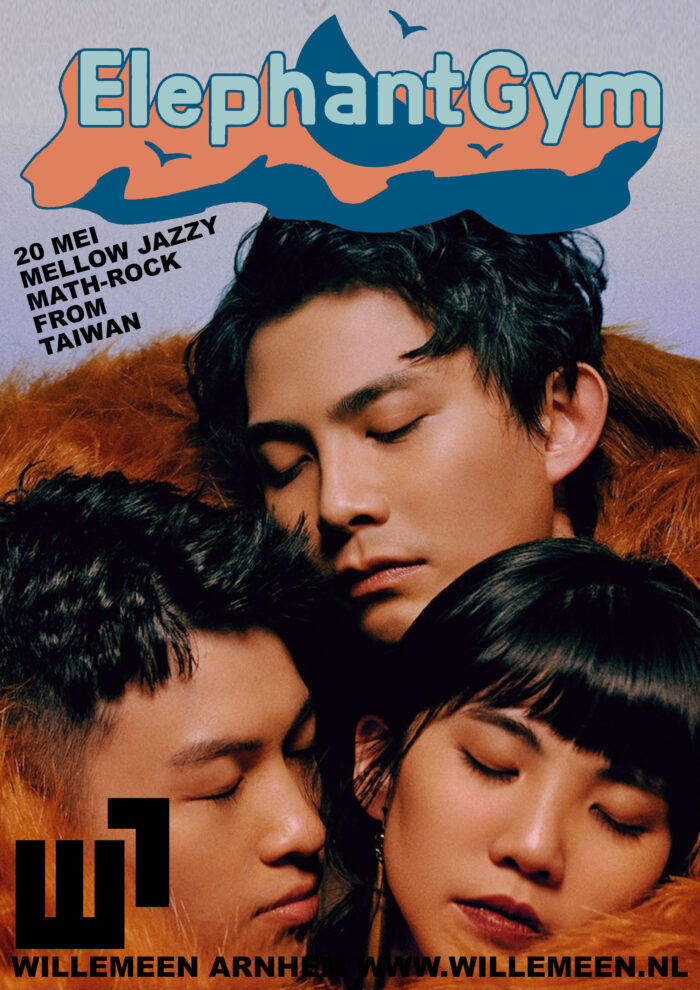 ElephantGym
20 MEI
MELLOW JAZZY
MATH-ROCK
FROM
TAIWAN
W1
WILLEMEEN ARNHEM WWW.WILLEMEEN.NL